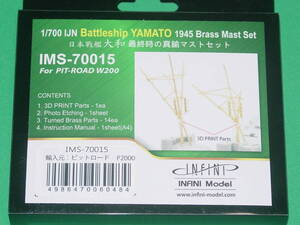 1/700 IJN Battleship YAMATO 1945 Brass Mast Set
日本戦艦大和最終時の真鍮マストセット
IMS-70015
For PIT-ROAD W200
CONTENTS
1. 3D PRINT Parts - 1ea
2. Photo Etching - 1sheet
3. Turned Brass Parts - 14ea
4. Instruction Manual - 1sheet(A4)
3D PRINT Parts
IMS-70015
輸入元：ピットロード P2000
4986470060484
INFINI
INFINI Model
www.infini-model.com